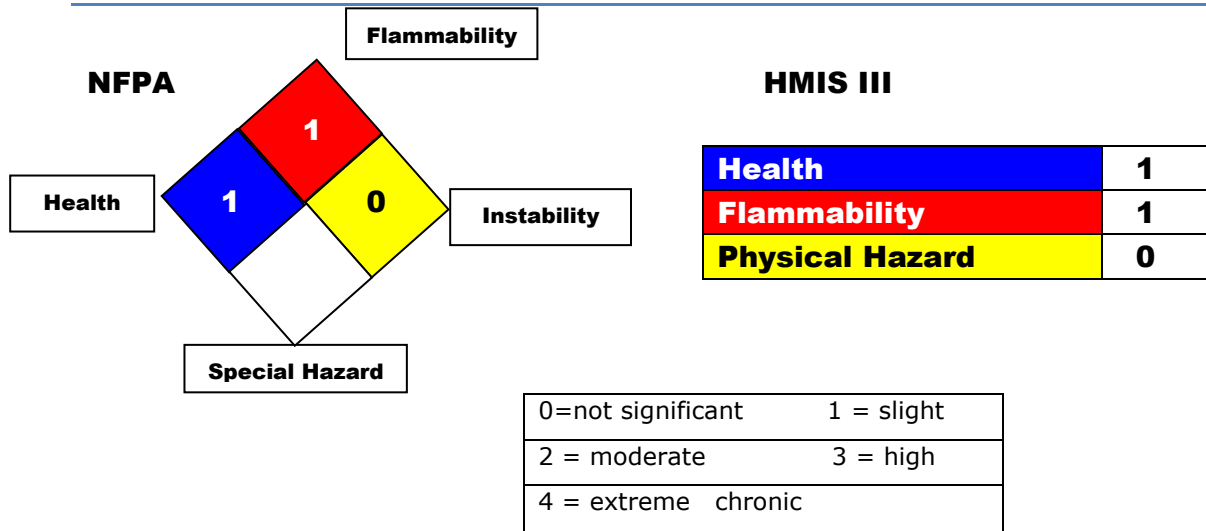 Flammability
NFPA
HMIS III
1
Health
1
0
Instability
Special Hazard
Health 1
Flammability 1
Physical Hazard 0
0=not significant 1 = slight
2 = moderate 3 = high
4 = extreme chronic